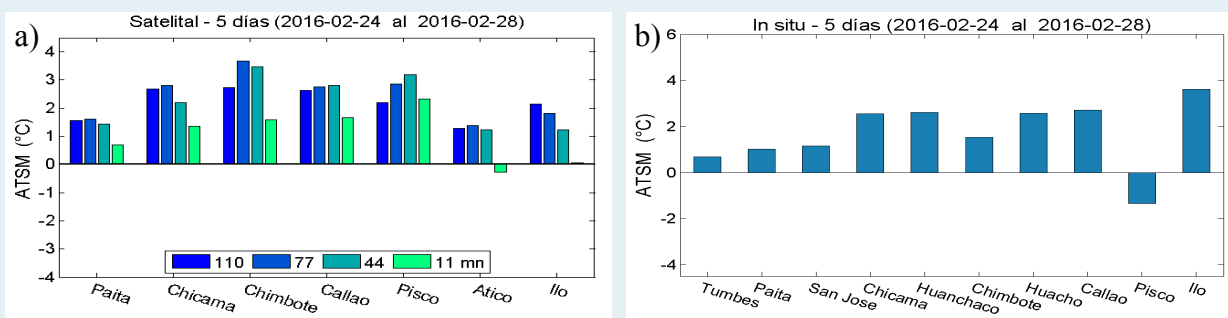 a)
Satelital - 5 días (2016-02-24 al 2016-02-28)
ATSM (°C)
4
3
2
1
0
-1
-2
-3
-4
110 77 44 11 mn
Paita Chicama Chimbote Callao Pisco Atico Ilo
b)
In situ - 5 días (2016-02-24 al 2016-02-28)
ATSM (°C)
6
4
2
0
-2
-4
Tumbes Paita San Jose Chicama Huanchaco Chimbote Huacho Callao Pisco Ilo